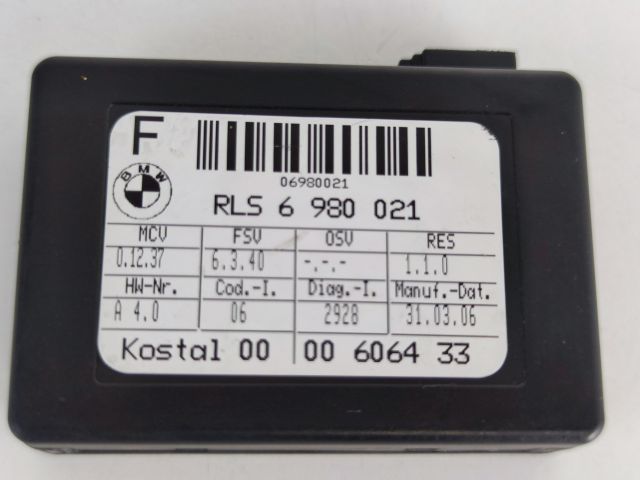 F
06980021
BMW
RLS 6 980 021
MCV FSV OSV RES
0.12.37 6.3.40 -.-.- 1.1.0
HW-Nr. Cod.-I. Diag.-I. Manuf.-Dat.
A 4.0 06 2928 31.03.06
Kostal 00 00 6064 33